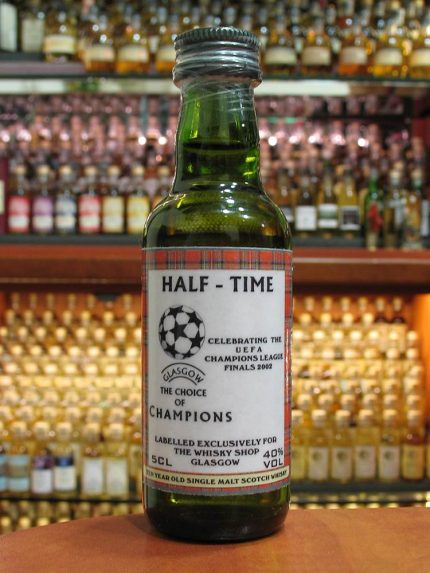 HALF - TIME
CELEBRATING THE
UEFA
CHAMPIONS LEAGUE
FINALS 2002
GLASGOW
THE CHOICE
OF
CHAMPIONS
LABELLED EXCLUSIVELY FOR
THE WHISKY SHOP
GLASGOW
5CL
40%
VOL
YEAR OLD SINGLE MALT SCOTCH WHISKY